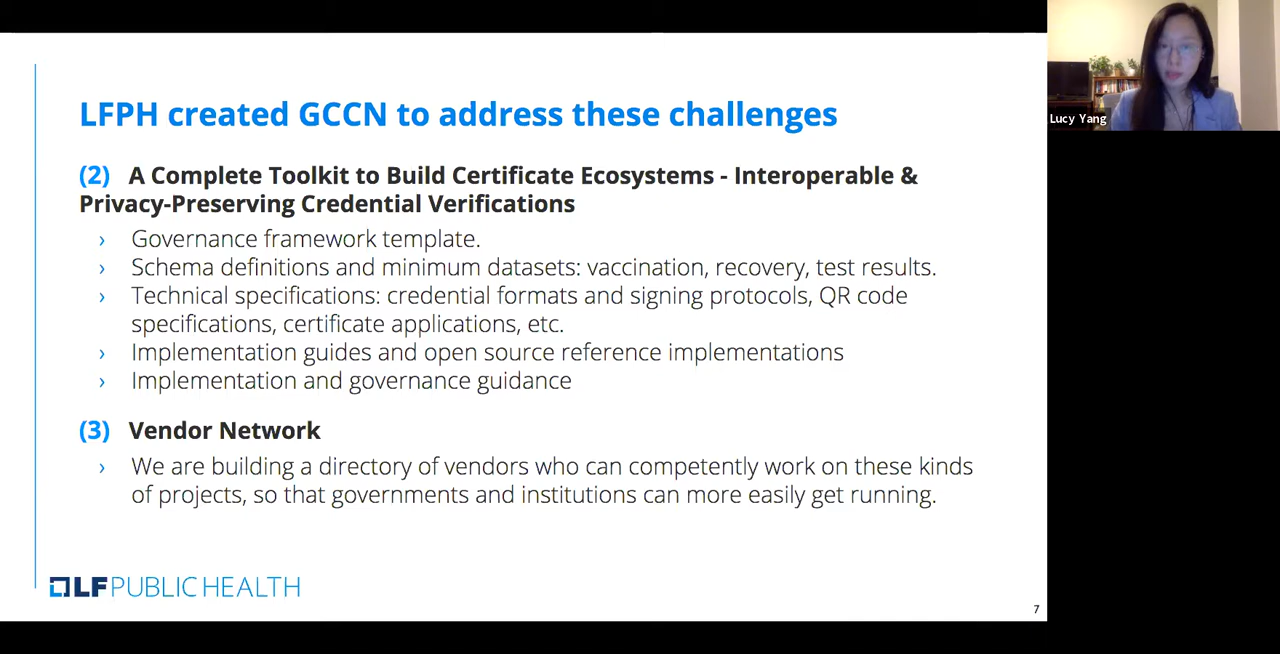 LFPH created GCCN to address these challenges
(2) A Complete Toolkit to Build Certificate Ecosystems - Interoperable &
Privacy-Preserving Credential Verifications
› Governance framework template.
› Schema definitions and minimum datasets: vaccination, recovery, test results.
› Technical specifications: credential formats and signing protocols, QR code
specifications, certificate applications, etc.
› Implementation guides and open source reference implementations
› Implementation and governance guidance
(3) Vendor Network
› We are building a directory of vendors who can competently work on these kinds
of projects, so that governments and institutions can more easily get running.
LFPUBLICHEALTH
7
Lucy Yang